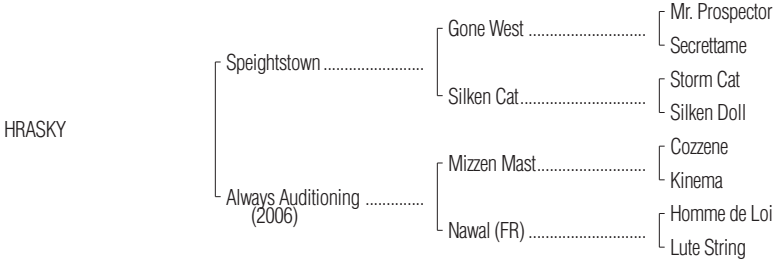 Mr. Prospector
Gone West ..............................
Secrettame
Speightstown .........................
Storm Cat
Silken Cat................................
Silken Doll
HRASKY
Cozzene
Mizzen Mast............................
Kinema
Always Auditioning ..............
(2006)
Homme de Loi
Nawal (FR) ..............................
Lute String